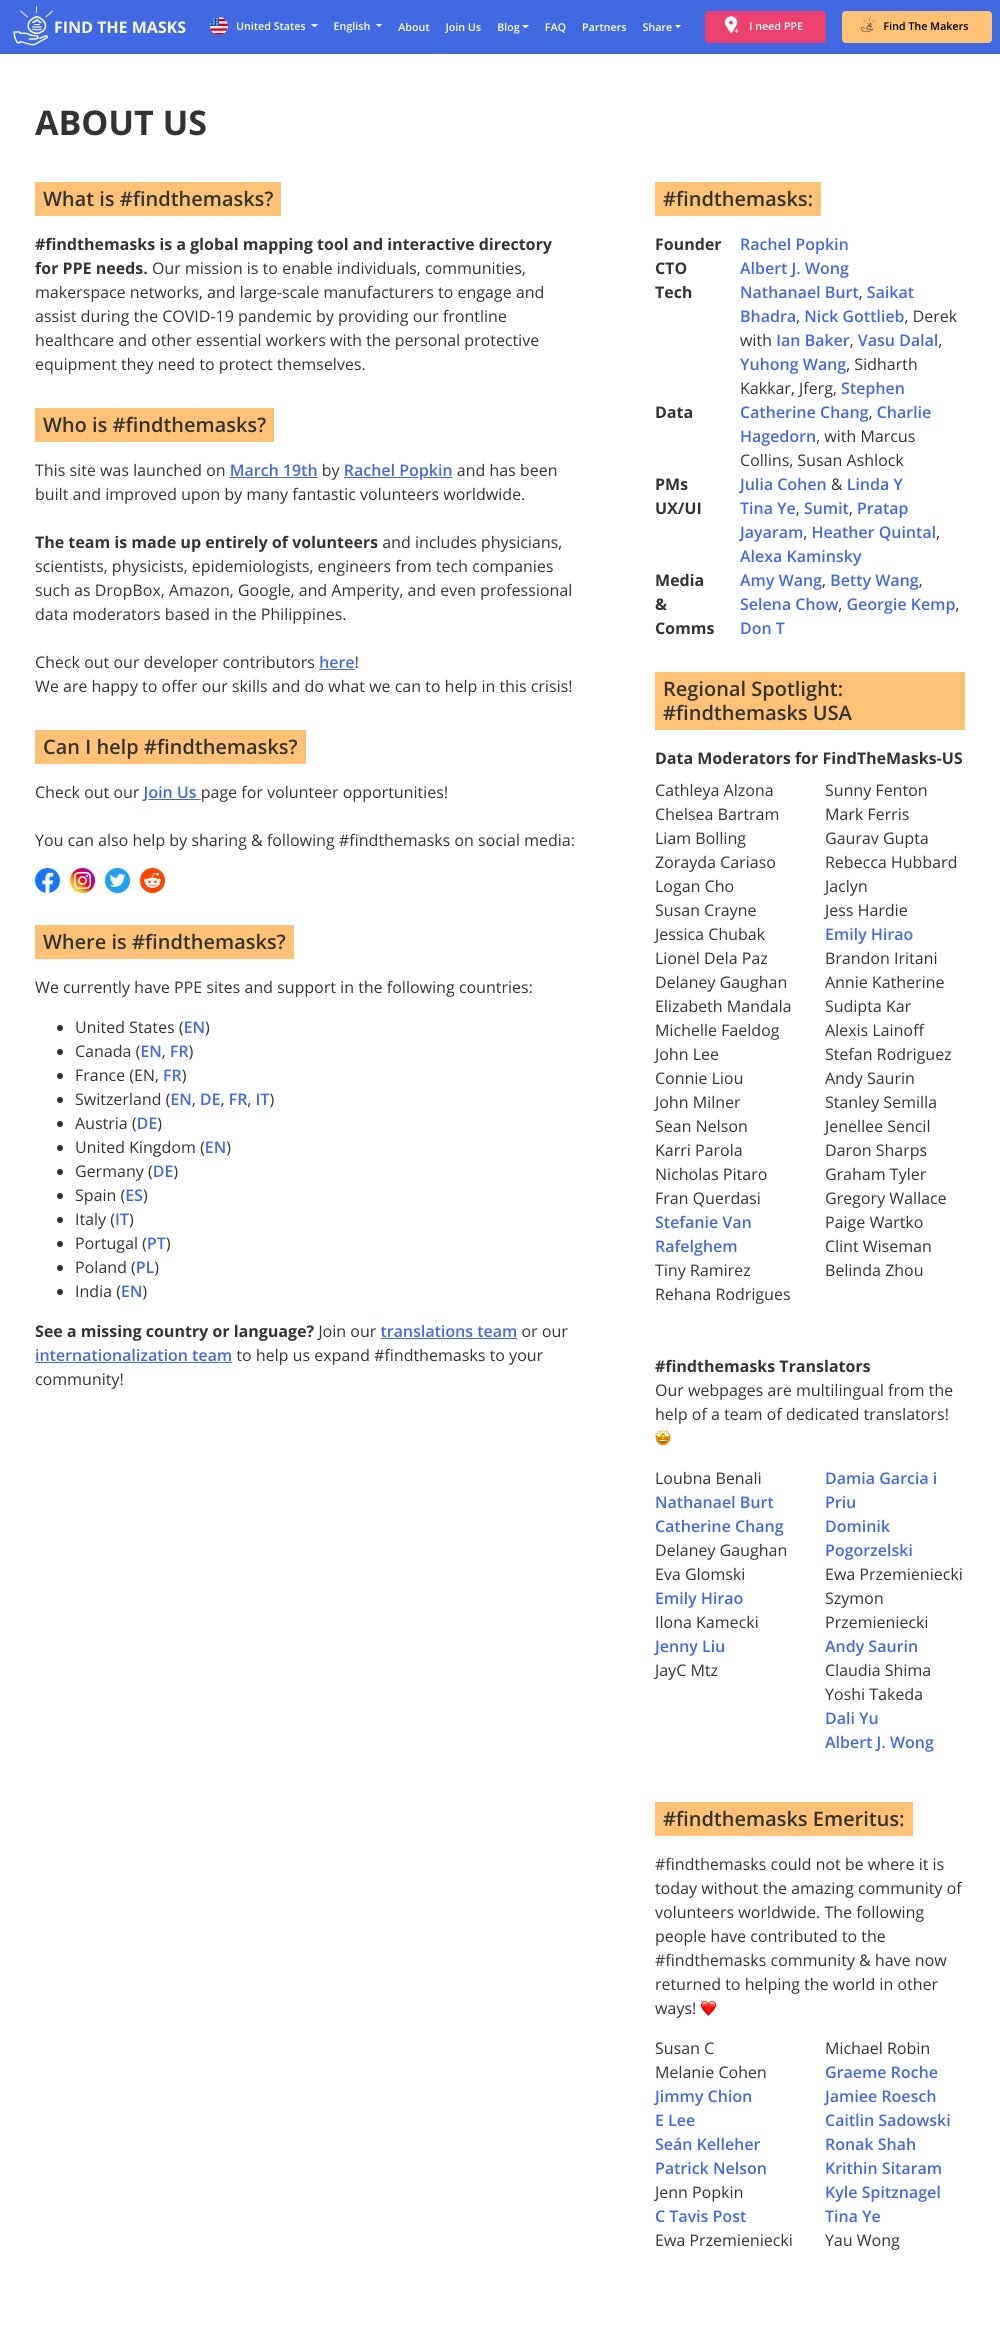 FIND THE MASKS
United States
English
About
Join Us
Blog
FAQ
Partners
Share
I need PPE
Find The Makers
ABOUT US
What is #findthemasks?
#findthemasks is a global mapping tool and interactive directory
for PPE needs. Our mission is to enable individuals, communities,
makerspace networks, and large-scale manufacturers to engage and
assist during the COVID-19 pandemic by providing our frontline
healthcare and other essential workers with the personal protective
equipment they need to protect themselves.
Who is #findthemasks?
This site was launched on March 19th by Rachel Popkin and has been
built and improved upon by many fantastic volunteers worldwide.
The team is made up entirely of volunteers and includes physicians,
scientists, physicists, epidemiologists, engineers from tech companies
such as DropBox, Amazon, Google, and Amperity, and even professional
data moderators based in the Philippines.
Check out our developer contributors here!
We are happy to offer our skills and do what we can to help in this crisis!
Can I help #findthemasks?
Check out our Join Us page for volunteer opportunities!
You can also help by sharing & following #findthemasks on social media:
Where is #findthemasks?
We currently have PPE sites and support in the following countries:
United States (EN)
Canada (EN, FR)
France (EN, FR)
Switzerland (EN, DE, FR, IT)
Austria (DE)
United Kingdom (EN)
Germany (DE)
Spain (ES)
Italy (IT)
Portugal (PT)
Poland (PL)
India (EN)
See a missing country or language? Join our translations team or our
internationalization team to help us expand #findthemasks to your
community!
#findthemasks:
Founder Rachel Popkin
CTO Albert J. Wong
Tech Nathanael Burt, Saikat
Bhadra, Nick Gottlieb, Derek
with Ian Baker, Vasu Dalal,
Yuhong Wang, Sidharth
Kakkar, Jferg, Stephen
Data Catherine Chang, Charlie
Hagedorn, with Marcus
Collins, Susan Ashlock
PMs Julia Cohen & Linda Y
UX/UI Tina Ye, Sumit, Pratap
Jayaram, Heather Quintal,
Alexa Kaminsky
Media Amy Wang, Betty Wang,
& Selena Chow, Georgie Kemp,
Comms Don T
Regional Spotlight:
#findthemasks USA
Data Moderators for FindTheMasks-US
Cathleya Alzona
Chelsea Bartram
Liam Bolling
Zorayda Cariaso
Logan Cho
Susan Crayne
Jessica Chubak
Lionel Dela Paz
Delaney Gaughan
Elizabeth Mandala
Michelle Faeldog
John Lee
Connie Liou
John Milner
Sean Nelson
Karri Parola
Nicholas Pitaro
Fran Querdasi
Stefanie Van
Rafelghem
Tiny Ramirez
Rehana Rodrigues
Sunny Fenton
Mark Ferris
Gaurav Gupta
Rebecca Hubbard
Jaclyn
Jess Hardie
Emily Hirao
Brandon Iritani
Annie Katherine
Sudipta Kar
Alexis Lainoff
Stefan Rodriguez
Andy Saurin
Stanley Semilla
Jenellee Sencil
Daron Sharps
Graham Tyler
Gregory Wallace
Paige Wartko
Clint Wiseman
Belinda Zhou
#findthemasks Translators
Our webpages are multilingual from the
help of a team of dedicated translators!
🤩
Loubna Benali
Nathanael Burt
Catherine Chang
Delaney Gaughan
Eva Glomski
Emily Hirao
Ilona Kamecki
Jenny Liu
JayC Mtz
Damia Garcia i
Priu
Dominik
Pogorzelski
Ewa Przemieniecki
Szymon
Przemieniecki
Andy Saurin
Claudia Shima
Yoshi Takeda
Dali Yu
Albert J. Wong
#findthemasks Emeritus:
#findthemasks could not be where it is
today without the amazing community of
volunteers worldwide. The following
people have contributed to the
#findthemasks community & have now
returned to helping the world in other
ways! ❤️
Susan C
Melanie Cohen
Jimmy Chion
E Lee
Seán Kelleher
Patrick Nelson
Jenn Popkin
C Tavis Post
Ewa Przemieniecki
Michael Robin
Graeme Roche
Jamiee Roesch
Caitlin Sadowski
Ronak Shah
Krithin Sitaram
Kyle Spitznagel
Tina Ye
Yau Wong